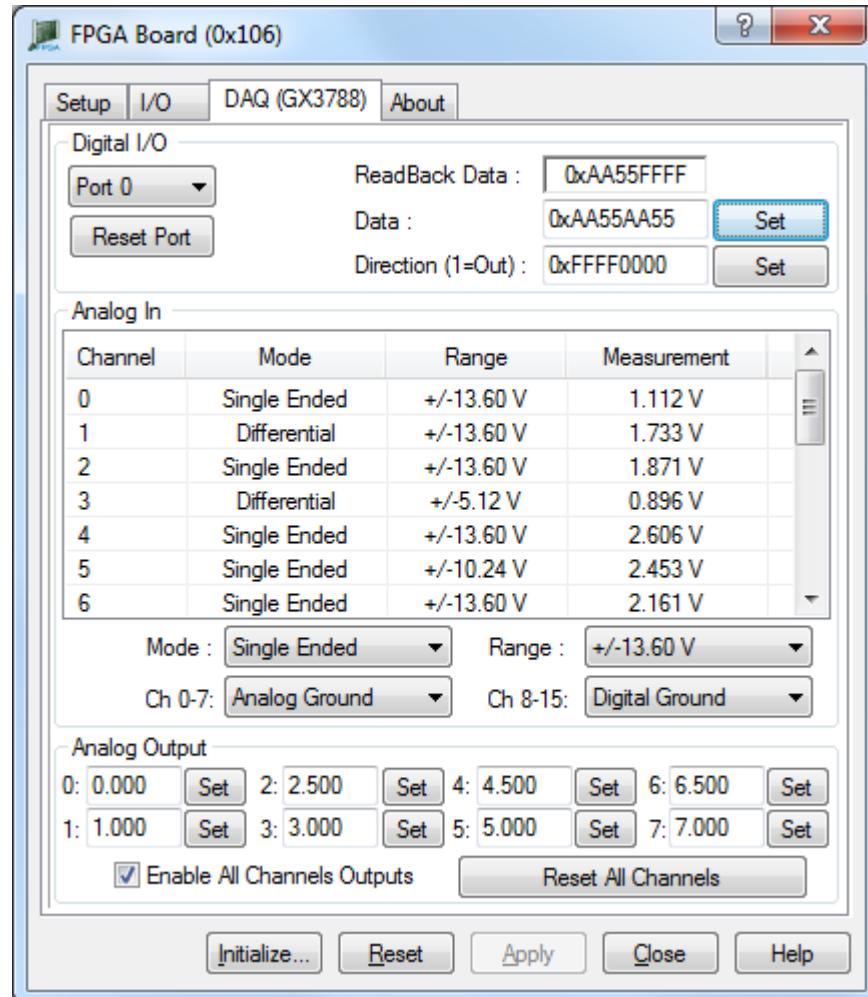 FPGA Board (0x106)
Setup I/O DAQ (GX3788) About
Digital I/O
Port 0 ReadBack Data : 0xAA55FFFF
Reset Port Data : 0xAA55AA55 Set
Direction (1=Out) : 0xFFFF0000 Set
Analog In
Channel Mode Range Measurement
0 Single Ended +/-13.60 V 1.112 V
1 Differential +/-13.60 V 1.733 V
2 Single Ended +/-13.60 V 1.871 V
3 Differential +/-5.12 V 0.896 V
4 Single Ended +/-13.60 V 2.606 V
5 Single Ended +/-10.24 V 2.453 V
6 Single Ended +/-13.60 V 2.161 V
Mode : Single Ended Range : +/-13.60 V
Ch 0-7: Analog Ground Ch 8-15: Digital Ground
Analog Output
0: 0.000 Set 2: 2.500 Set 4: 4.500 Set 6: 6.500 Set
1: 1.000 Set 3: 3.000 Set 5: 5.000 Set 7: 7.000 Set
Enable All Channels Outputs Reset All Channels
Initialize... Reset Apply Close Help